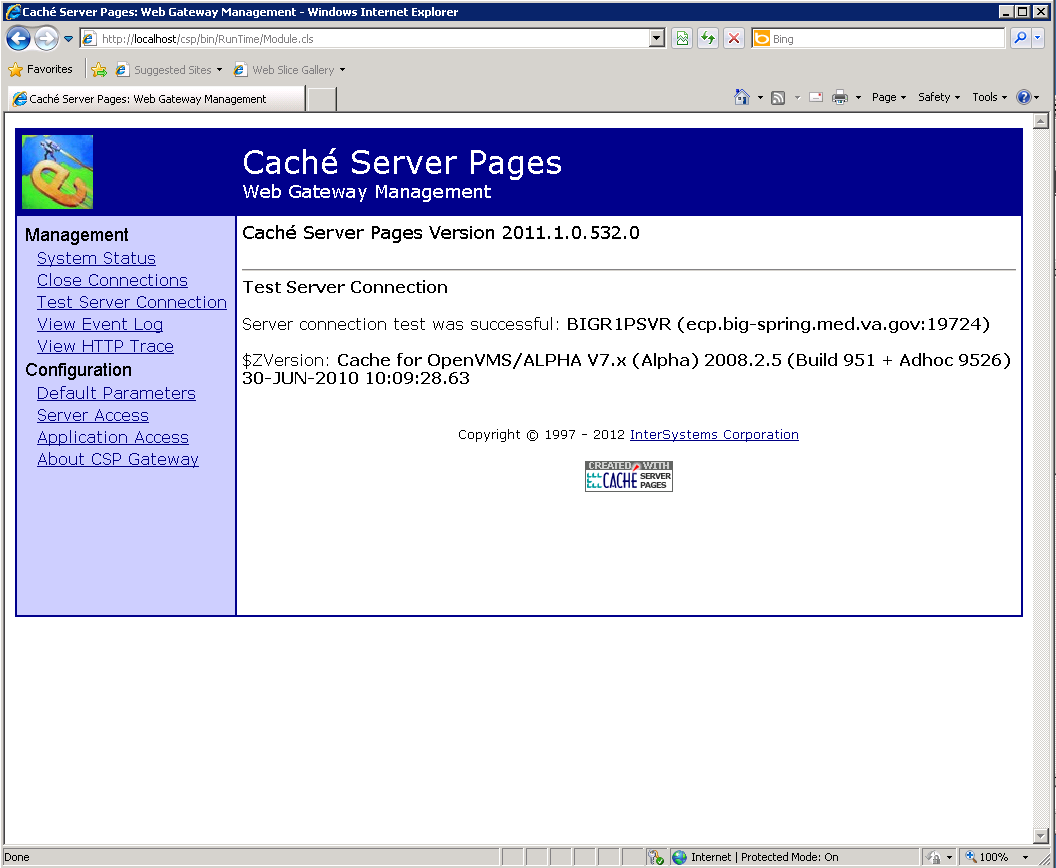 Caché Server Pages: Web Gateway Management - Windows Internet Explorer
http://localhost/csp/bin/RunTime/Module.cls
Bing
Favorites
Suggested Sites
Web Slice Gallery
Caché Server Pages: Web Gateway Management
Page
Safety
Tools
Caché Server Pages
Web Gateway Management
Management
System Status
Close Connections
Test Server Connection
View Event Log
View HTTP Trace
Configuration
Default Parameters
Server Access
Application Access
About CSP Gateway
Caché Server Pages Version 2011.1.0.532.0
Test Server Connection
Server connection test was successful: BIGR1PSVR (ecp.big-spring.med.va.gov:19724)
$ZVersion: Cache for OpenVMS/ALPHA V7.x (Alpha) 2008.2.5 (Build 951 + Adhoc 9526)
30-JUN-2010 10:09:28.63
Copyright © 1997 - 2012 InterSystems Corporation
CREATED WITH
CACHÉ SERVER PAGES
Done
Internet | Protected Mode: On
100%